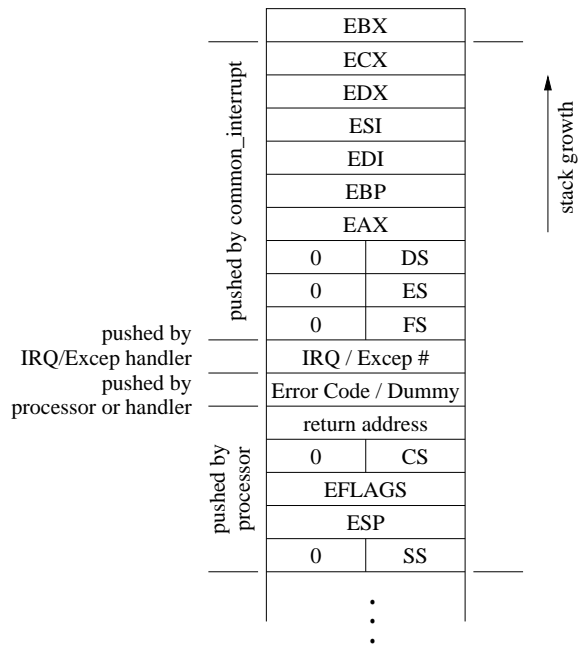 EBX
ECX
EDX
ESI
EDI
EBP
EAX
0 DS
0 ES
0 FS
IRQ / Excep #
Error Code / Dummy
return address
0 CS
EFLAGS
ESP
0 SS
pushed by common_interrupt
pushed by
IRQ/Excep handler
pushed by
processor or handler
pushed by
processor
stack growth